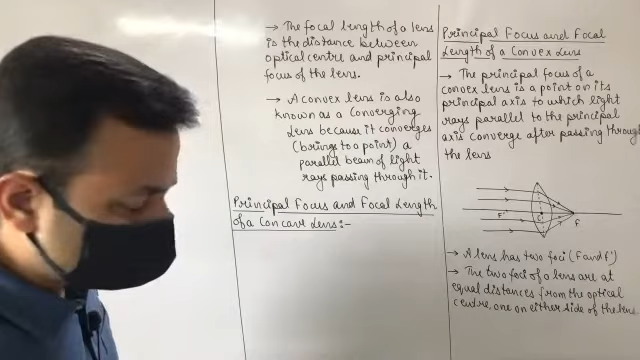 → The focal length of a lens
is the distance between
optical centre and principal
focus of the lens.
→ A convex lens is also
known as a Converging
Lens because it converges
(brings to a point) a
parallel beam of light
rays passing through it.
Principal Focus and Focal Length
of a Concave Lens:-
Principal Focus and Focal
Length of a Convex Lens
→ The principal focus of a
convex lens is a point on its
principal axis to which light
rays parallel to the principal
axis converge after passing through
the lens
F' C F
→ A lens has two foci (F and F')
→ The two foci of a lens are at
equal distances from the optical
centre, one on either side of the lens